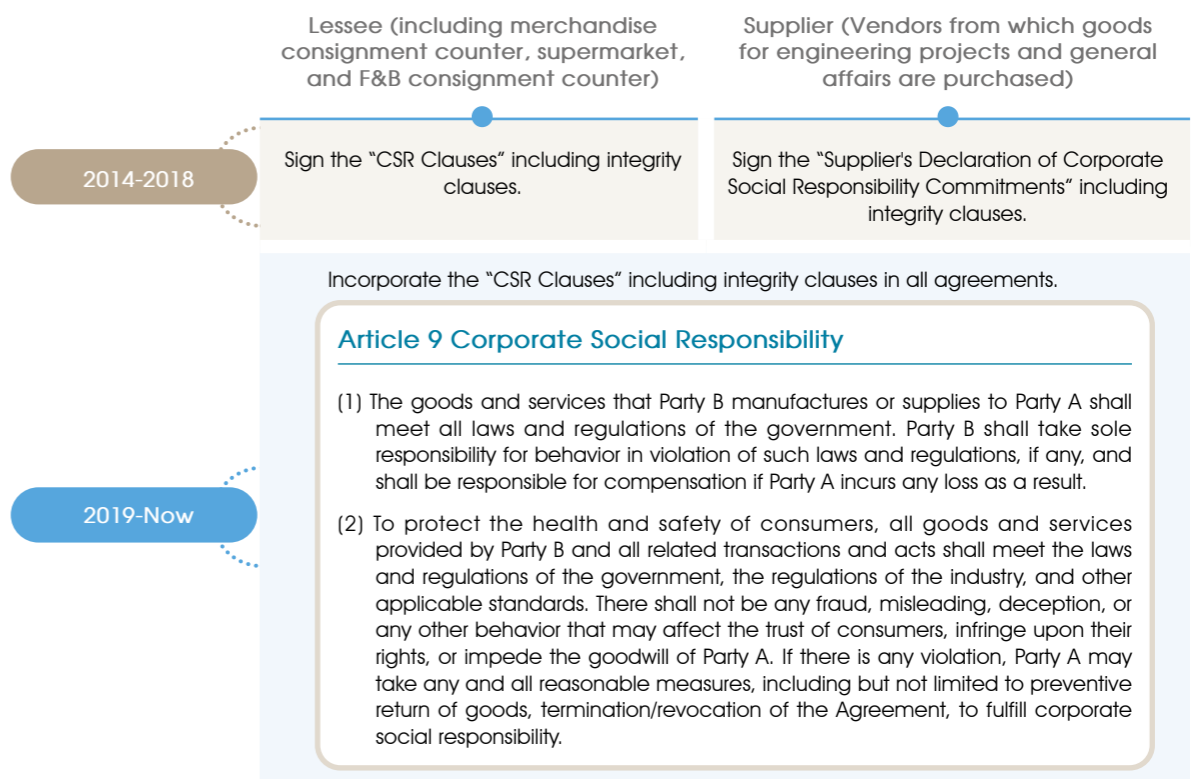 Lessee (including merchandise
consignment counter, supermarket,
and F&B consignment counter)
Supplier (Vendors from which goods
for engineering projects and general
affairs are purchased)
2014-2018
Sign the “CSR Clauses” including integrity
clauses.
Sign the “Supplier's Declaration of Corporate
Social Responsibility Commitments” including
integrity clauses.
2019-Now
Incorporate the “CSR Clauses” including integrity clauses in all agreements.
Article 9 Corporate Social Responsibility
(1) The goods and services that Party B manufactures or supplies to Party A shall
meet all laws and regulations of the government. Party B shall take sole
responsibility for behavior in violation of such laws and regulations, if any, and
shall be responsible for compensation if Party A incurs any loss as a result.
(2) To protect the health and safety of consumers, all goods and services
provided by Party B and all related transactions and acts shall meet the laws
and regulations of the government, the regulations of the industry, and other
applicable standards. There shall not be any fraud, misleading, deception, or
any other behavior that may affect the trust of consumers, infringe upon their
rights, or impede the goodwill of Party A. If there is any violation, Party A may
take any and all reasonable measures, including but not limited to preventive
return of goods, termination/revocation of the Agreement, to fulfill corporate
social responsibility.